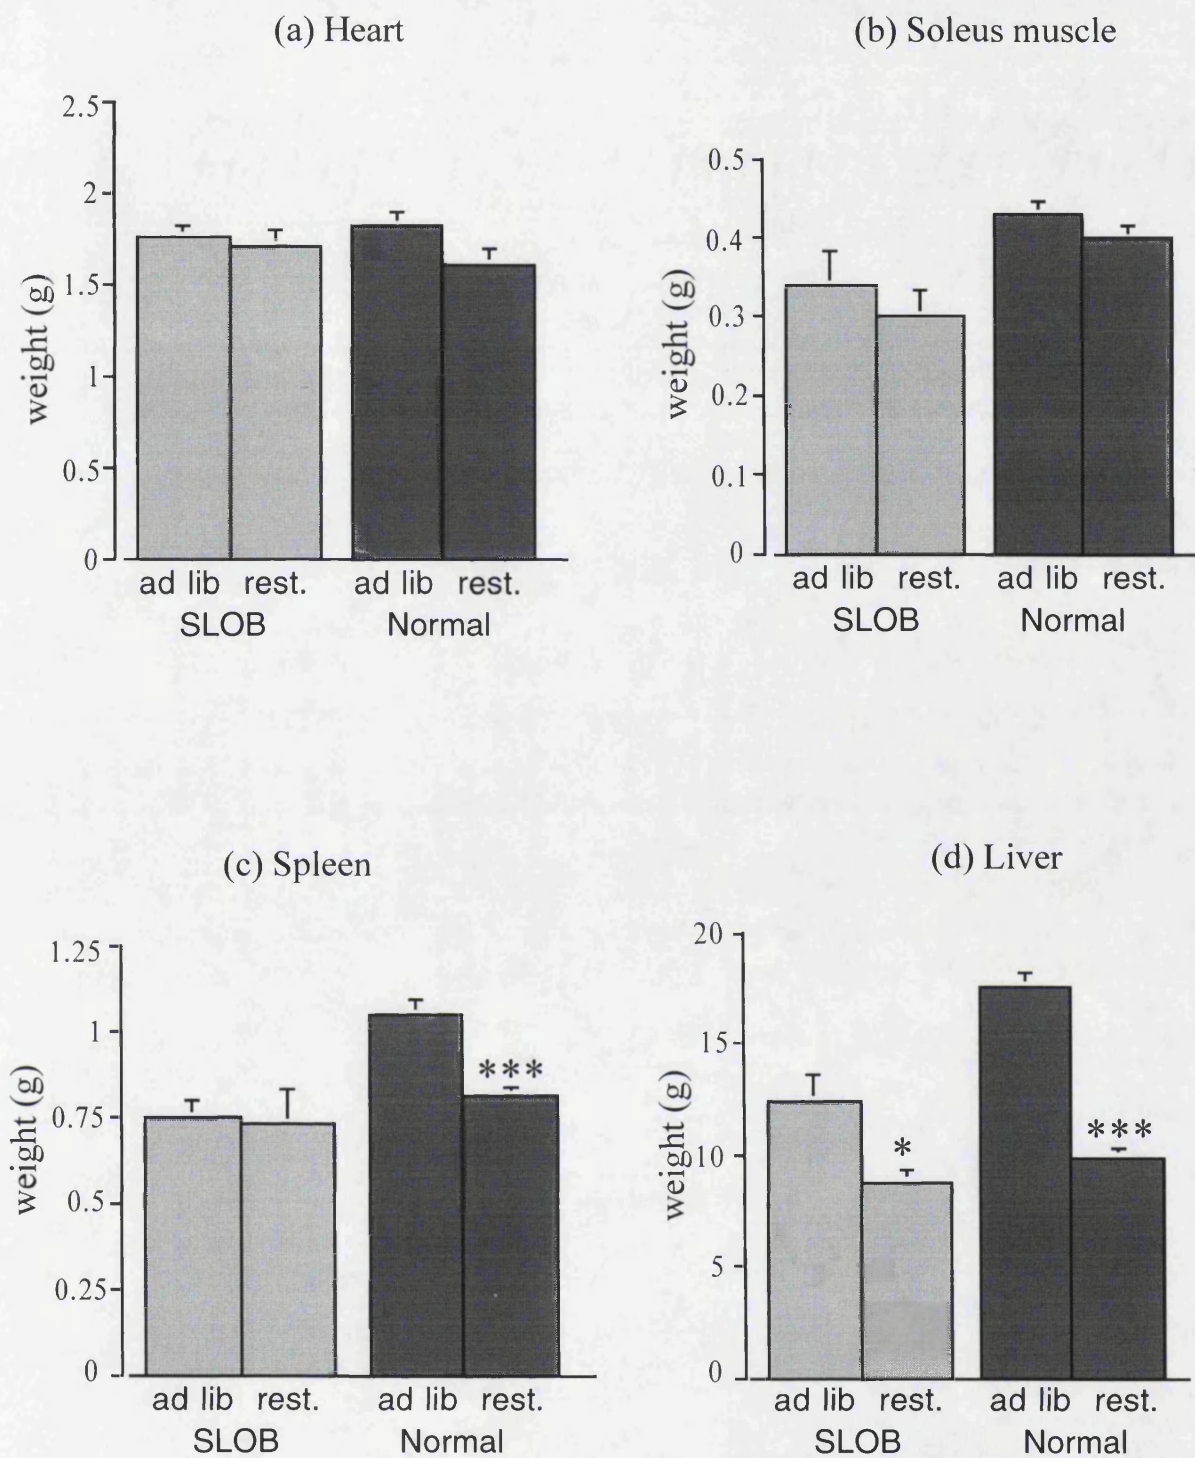 (a) Heart
2.5
2
1.5
1
0.5
0
weight (g)
ad lib rest. ad lib rest.
SLOB Normal
(b) Soleus muscle
0.5
0.4
0.3
0.2
0.1
0
weight (g)
ad lib rest. ad lib rest.
SLOB Normal
(c) Spleen
1.25
1
0.75
0.5
0.25
0
weight (g)
***
ad lib rest. ad lib rest.
SLOB Normal
(d) Liver
20
15
10
5
0
weight (g)
* ***
ad lib rest. ad lib rest.
SLOB Normal